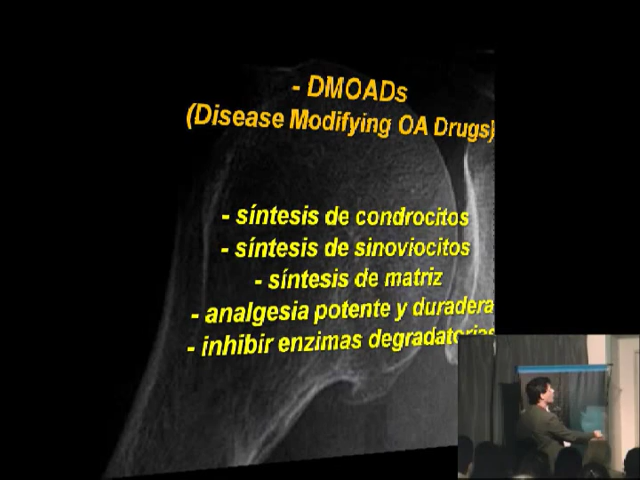 - DMOADs
(Disease Modifying OA Drugs)
- síntesis de condrocitos
- síntesis de sinoviocitos
- síntesis de matriz
- analgesia potente y duradera
- inhibir enzimas degradatorias